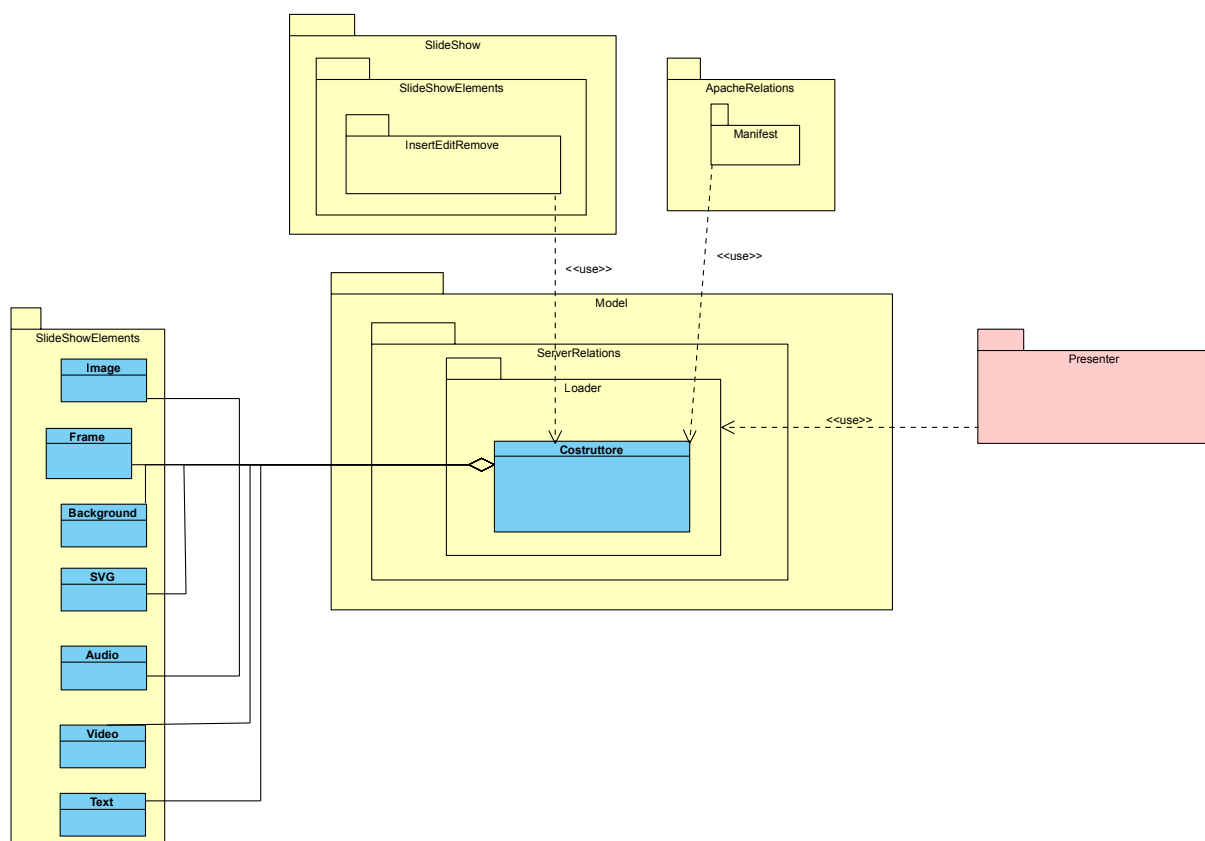 SlideShow
SlideShowElements
InsertEditRemove
ApacheRelations
Manifest
<<use>>
<<use>>
Model
ServerRelations
Loader
Costruttore
<<use>>
Presenter
SlideShowElements
Image
Frame
Background
SVG
Audio
Video
Text